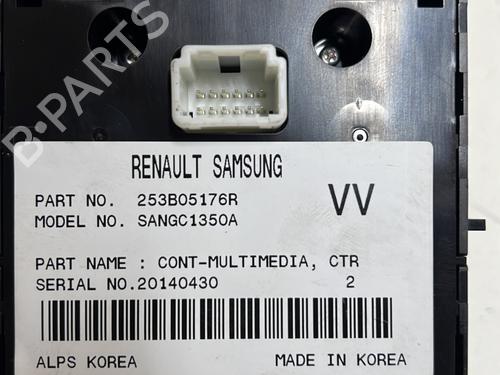 B-PARTS
RENAULT SAMSUNG
PART NO. 253B05176R
VV
MODEL NO. SANGC1350A
PART NAME : CONT-MULTIMEDIA, CTR
SERIAL NO.20140430 2
ALPS KOREA MADE IN KOREA